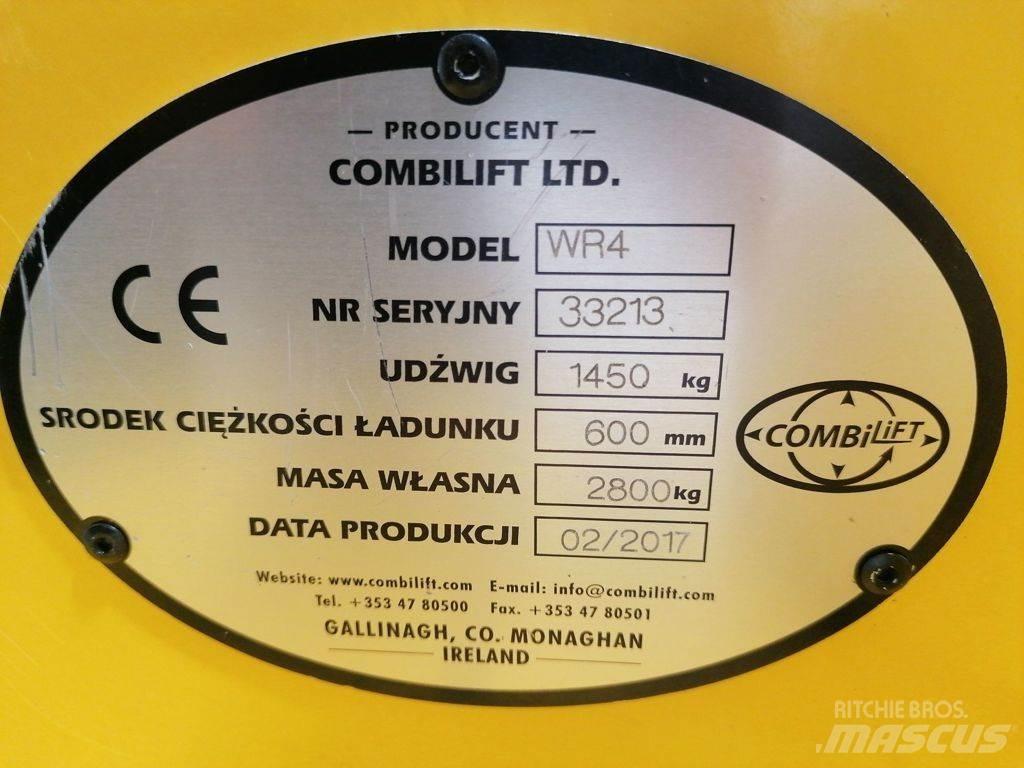 — PRODUCENT —
COMBILIFT LTD.
MODEL WR4
CE
NR SERYJNY 33213
UDŹWIG 1450 kg
SRODEK CIĘŻKOŚCI ŁADUNKU 600 mm
COMBiLiFT
MASA WŁASNA 2800 kg
DATA PRODUKCJI 02/2017
Website: www.combilift.com E-mail: info@combilift.com
Tel. +353 47 80500 Fax. +353 47 80501
GALLINAGH, CO. MONAGHAN
IRELAND
RITCHIE BROS.
MASCUS